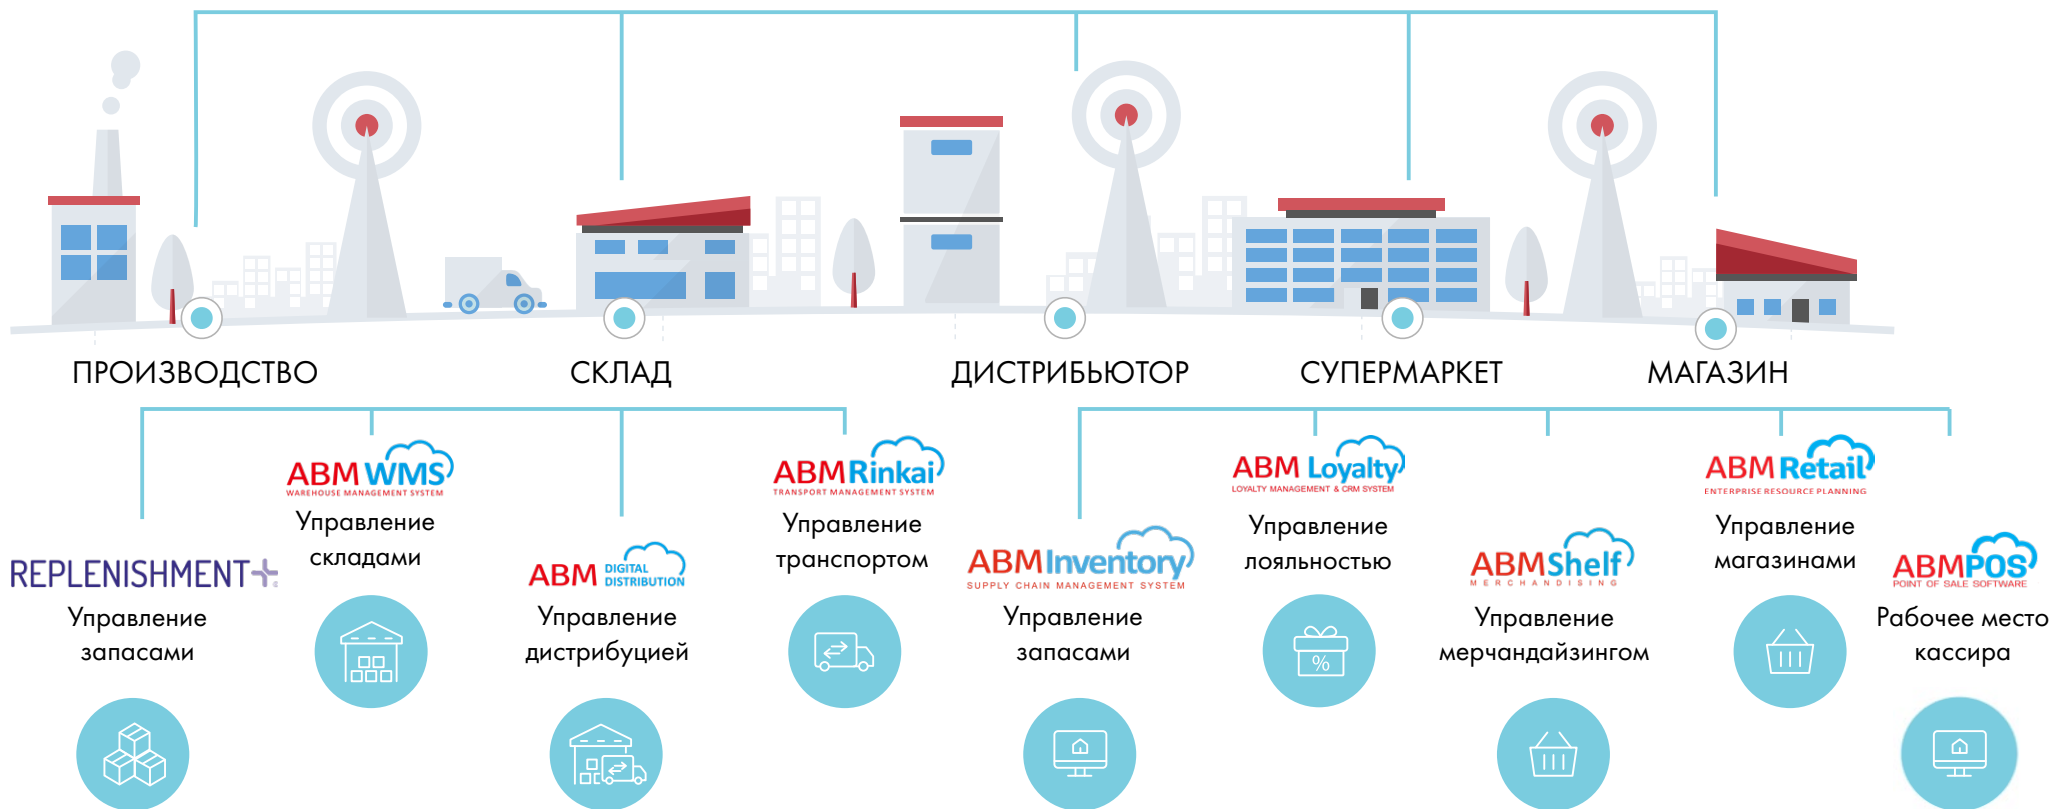 ПРОИЗВОДСТВО
СКЛАД
ДИСТРИБЬЮТОР
СУПЕРМАРКЕТ
МАГАЗИН
REPLENISHMENT+
Управление
запасами
ABM WMS
WAREHOUSE MANAGEMENT SYSTEM
Управление
складами
ABM DIGITAL
DISTRIBUTION
Управление
дистрибуцией
ABM Rinkai
TRANSPORT MANAGEMENT SYSTEM
Управление
транспортом
ABM Inventory
SUPPLY CHAIN MANAGEMENT SYSTEM
Управление
запасами
ABM Loyalty
LOYALTY MANAGEMENT & CRM SYSTEM
Управление
лояльностью
%
ABM Shelf
MERCHANDISING
Управление
мерчандайзингом
ABM Retail
ENTERPRISE RESOURCE PLANNING
Управление
магазинами
ABM POS
POINT OF SALE SOFTWARE
Рабочее место
кассира